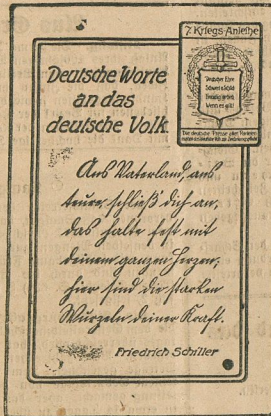 7. Kriegs-Anleihe
Deutsche Worte
an das
deutsche Volk.
Ans Vaterland, ans
teure, schließ dich an,
das halte fest mit
deinem ganzen Herzen,
hier sind die starken
Wurzeln deiner Kraft.
Friedrich Schiller